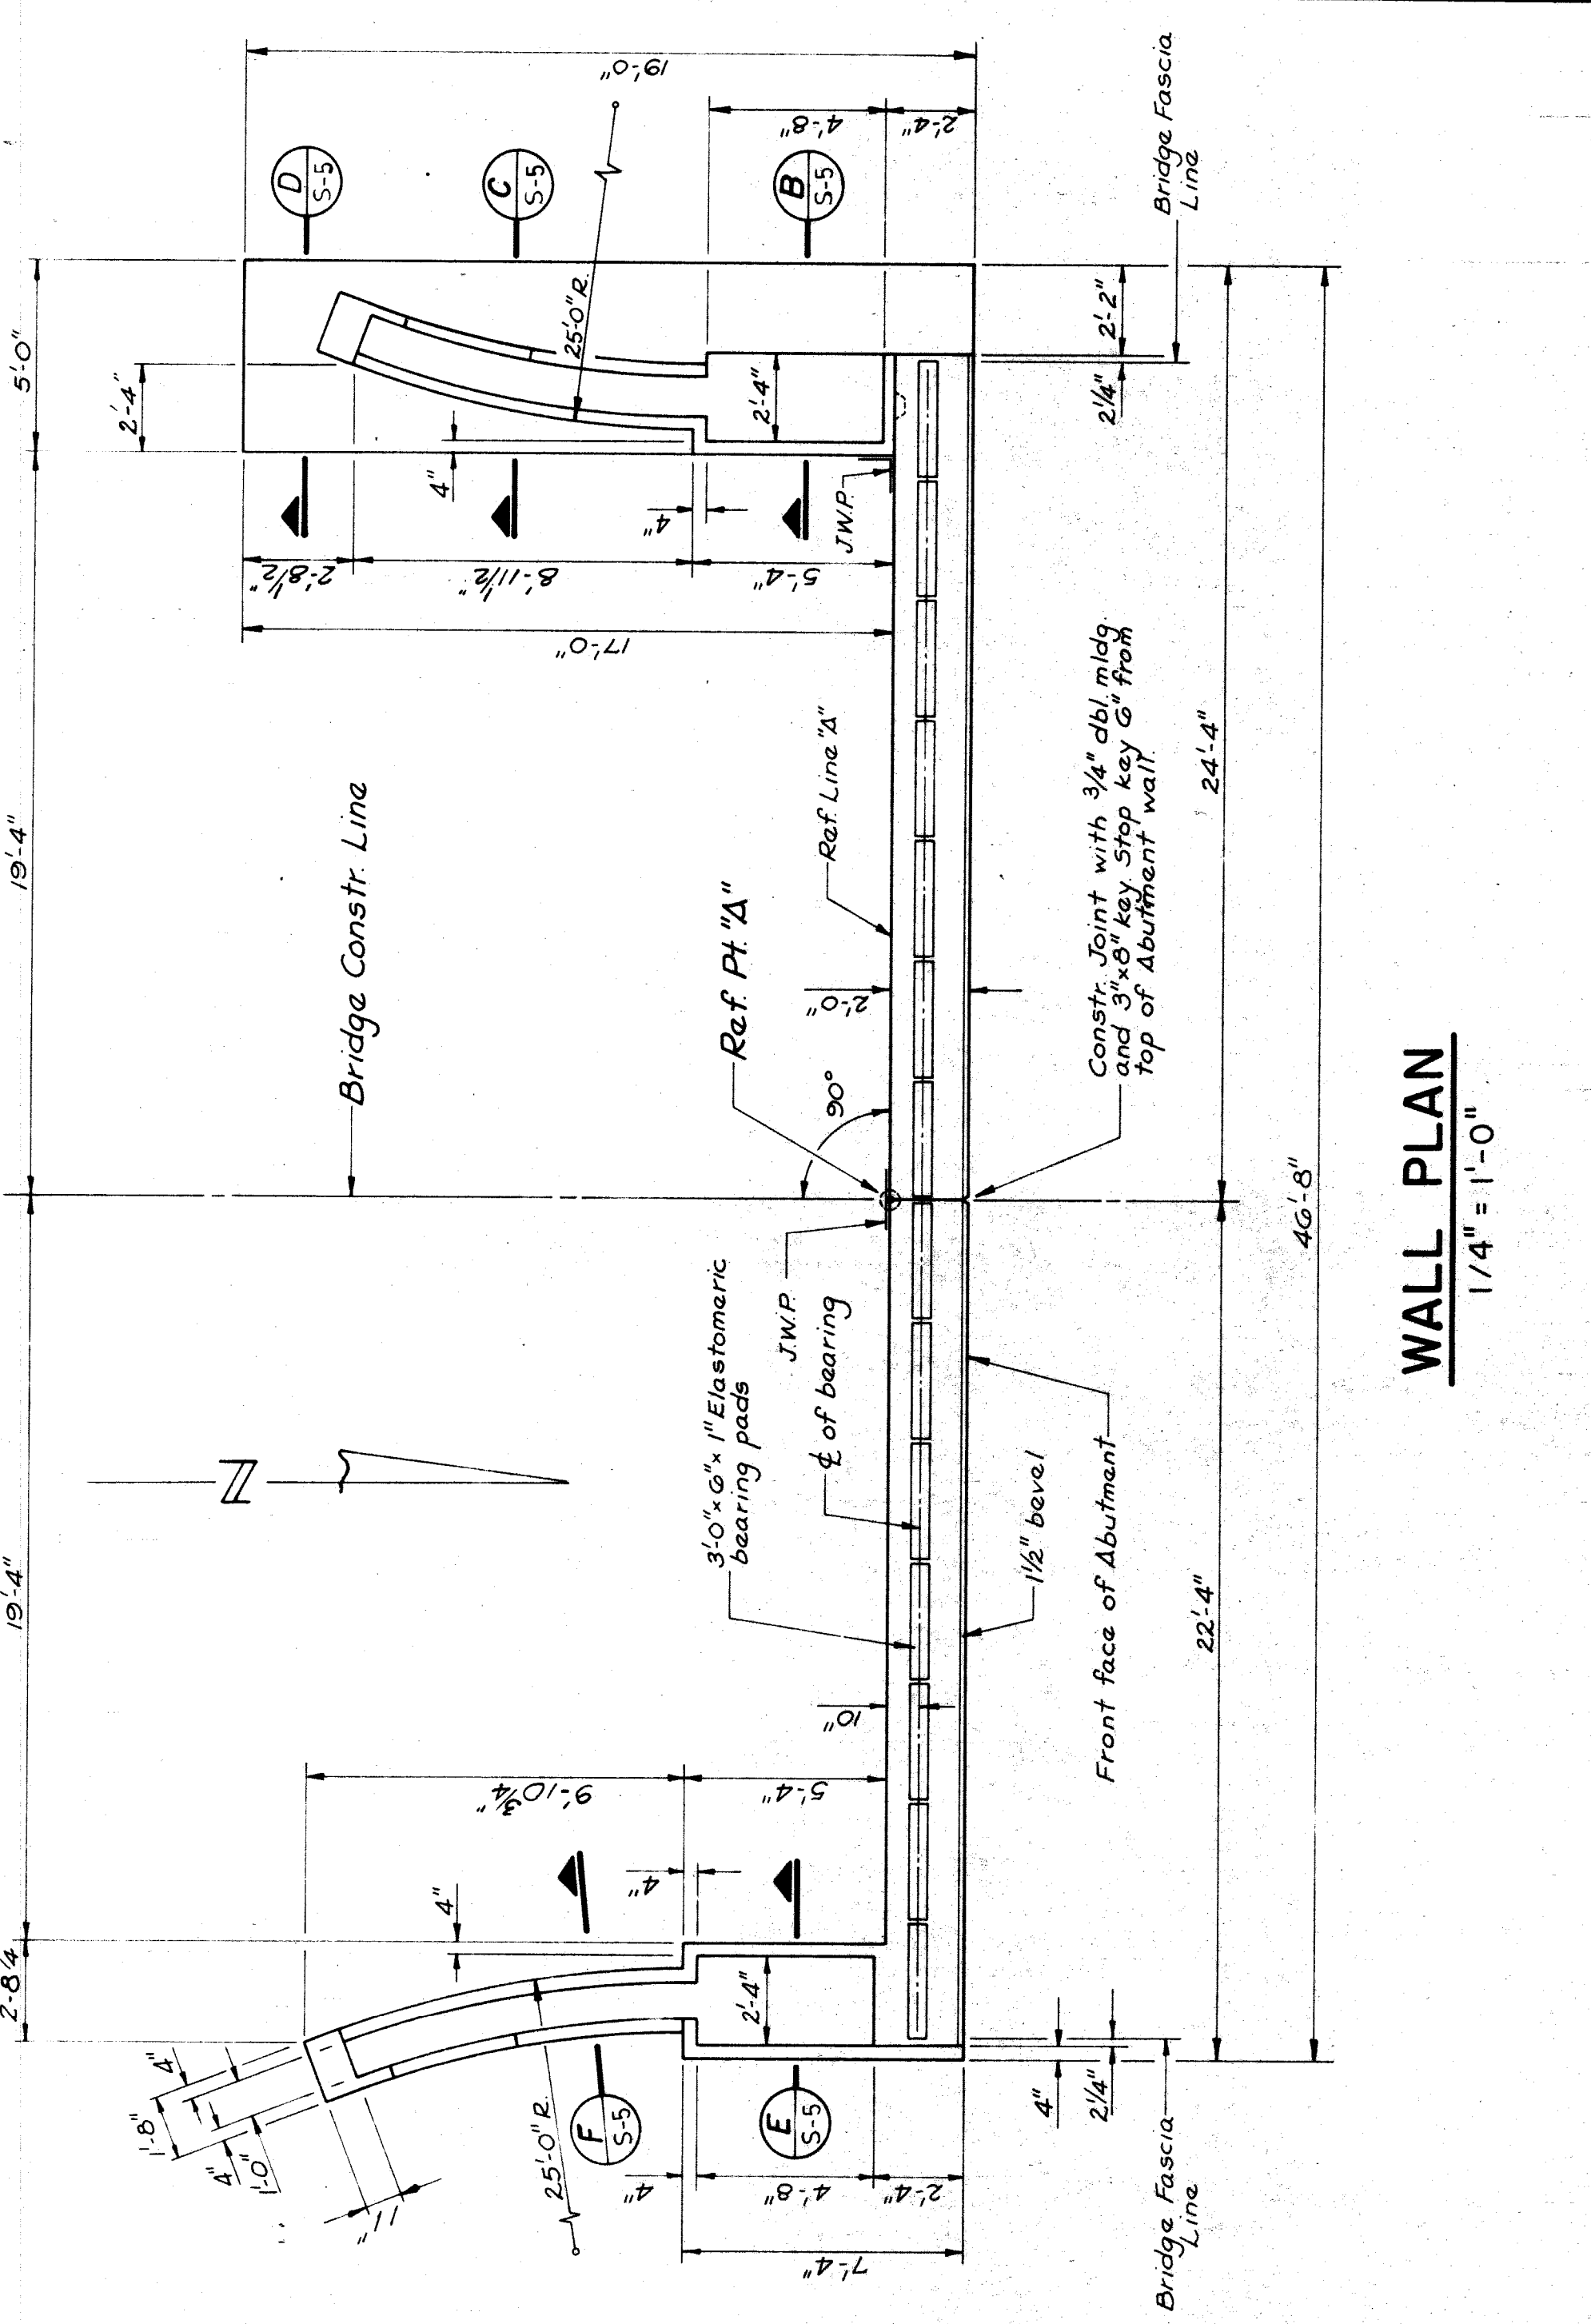 2'-8 1/4
19'-4"
19'-4"
5'-0"
2'-4"
1'-8"
4"
4"
1'-0"
1'1"
9'-10 3/4"
5'-4"
4"
4"
25'-0" R.
F
S-5
E
S-5
2'-4"
4"
4'-8"
2'-4"
7'-4"
N
Bridge Constr. Line
Ref. Pt. "A"
90°
Ref. Line "A"
2'-0"
3'-0" x 6" x 1" Elastomeric
bearing pads
J.W.P.
℄ of bearing
10"
1 1/2" bevel
Front face of Abutment
Constr. Joint with 3/4" dbl. mldg.
and 3"x8" key. Stop key 6" from
top of Abutment wall.
19'-0"
D
S-5
C
S-5
B
S-5
4'-8"
2'-4"
25'-0" R.
2'-4"
4"
4"
J.W.P.
2'-8 1/2"
8'-11 1/2"
5'-4"
17'-0"
Bridge Fascia
Line
2'-2"
2 1/4"
4"
2 1/4"
Bridge Fascia
Line
22'-4"
24'-4"
46'-8"
WALL PLAN
1/4" = 1'-0"